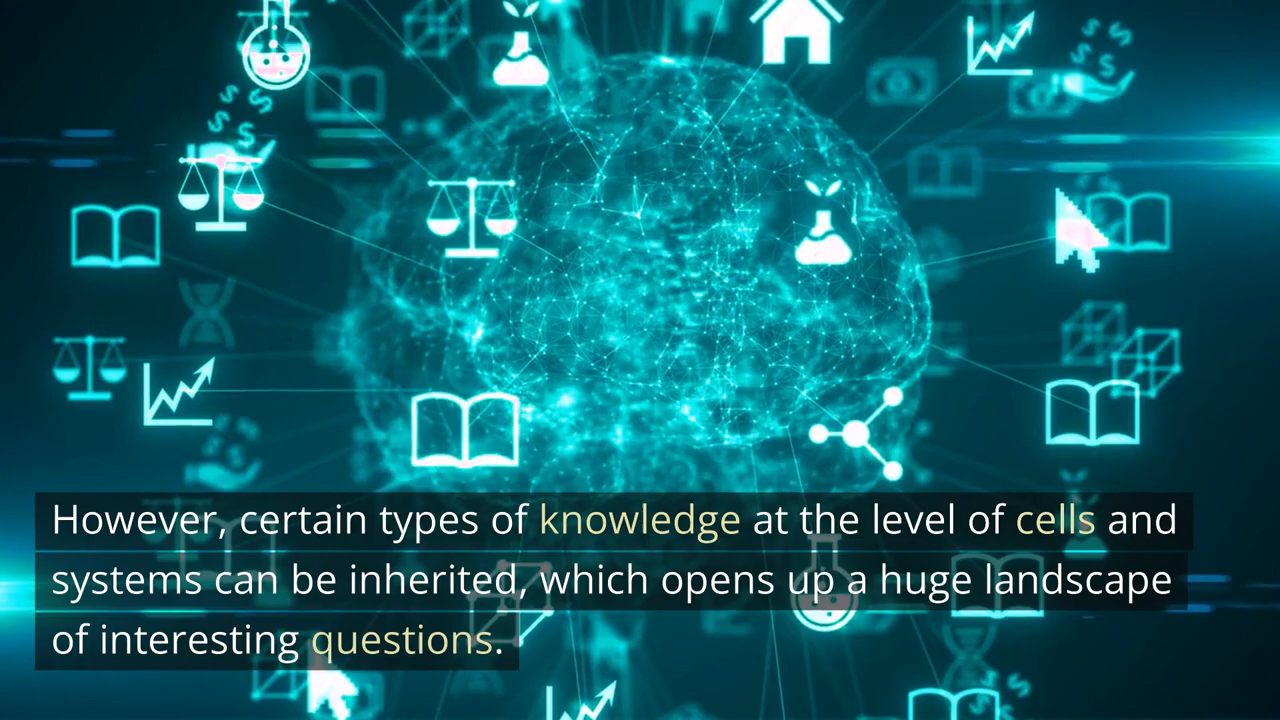 However, certain types of knowledge at the level of cells and
systems can be inherited, which opens up a huge landscape
of interesting questions.